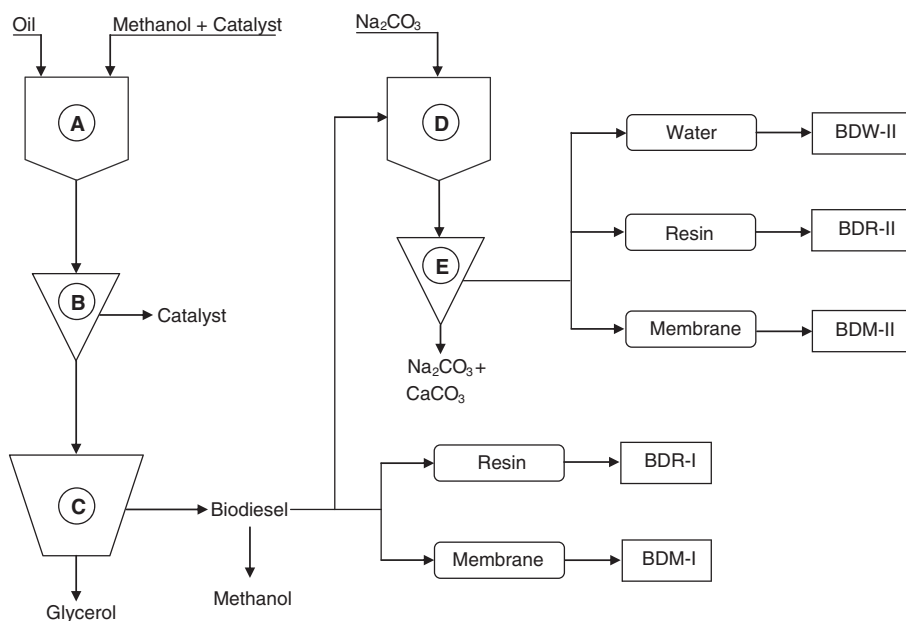 Oil
Methanol + Catalyst
Na₂CO₃
A
D
Water
BDW-II
Resin
BDR-II
E
B
Catalyst
Membrane
BDM-II
Na₂CO₃ +
CaCO₃
Resin
BDR-I
C
Biodiesel
Membrane
BDM-I
Methanol
Glycerol